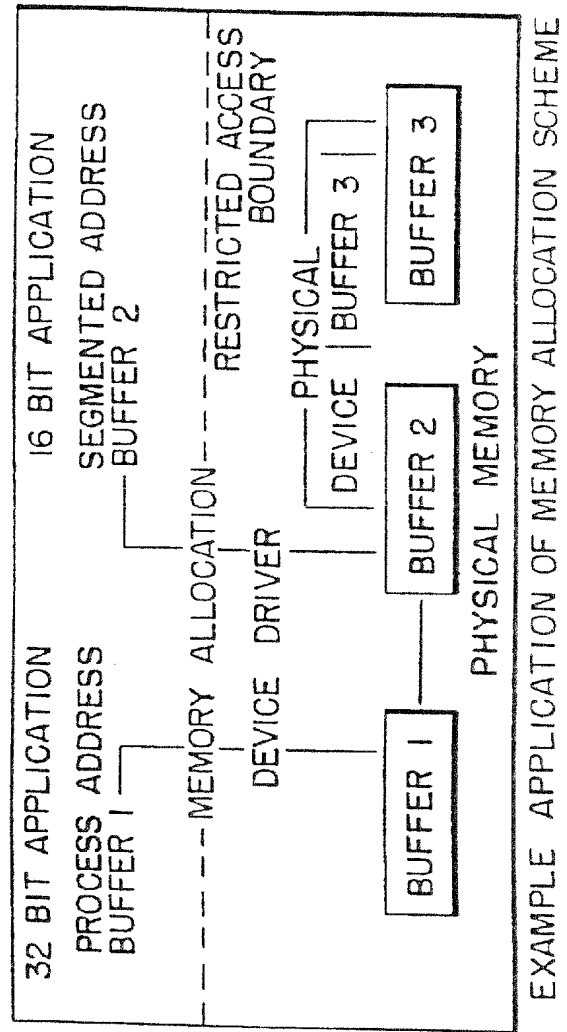 32 BIT APPLICATION
16 BIT APPLICATION
PROCESS ADDRESS
BUFFER 1
SEGMENTED ADDRESS
BUFFER 2
MEMORY ALLOCATION
RESTRICTED ACCESS
BOUNDARY
DEVICE DRIVER
PHYSICAL
DEVICE | BUFFER 3
BUFFER 1
BUFFER 2
BUFFER 3
PHYSICAL MEMORY
EXAMPLE APPLICATION OF MEMORY ALLOCATION SCHEME